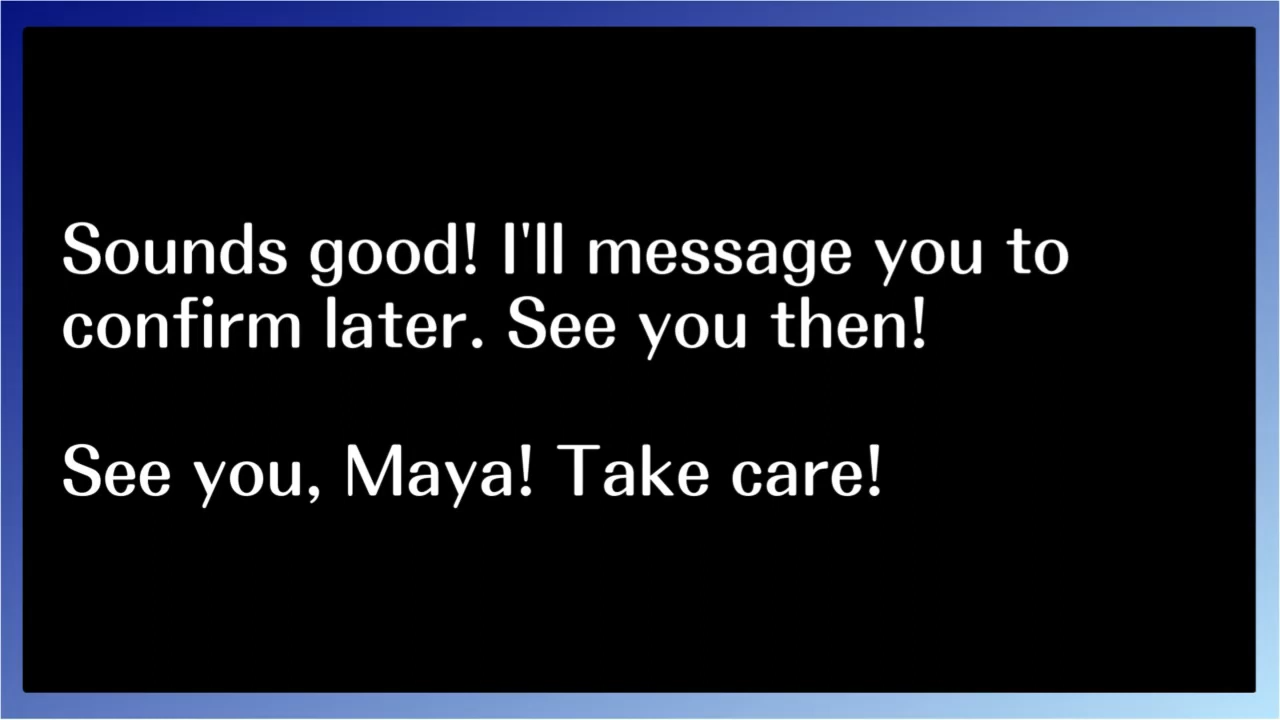 Sounds good! I'll message you to
confirm later. See you then!
See you, Maya! Take care!